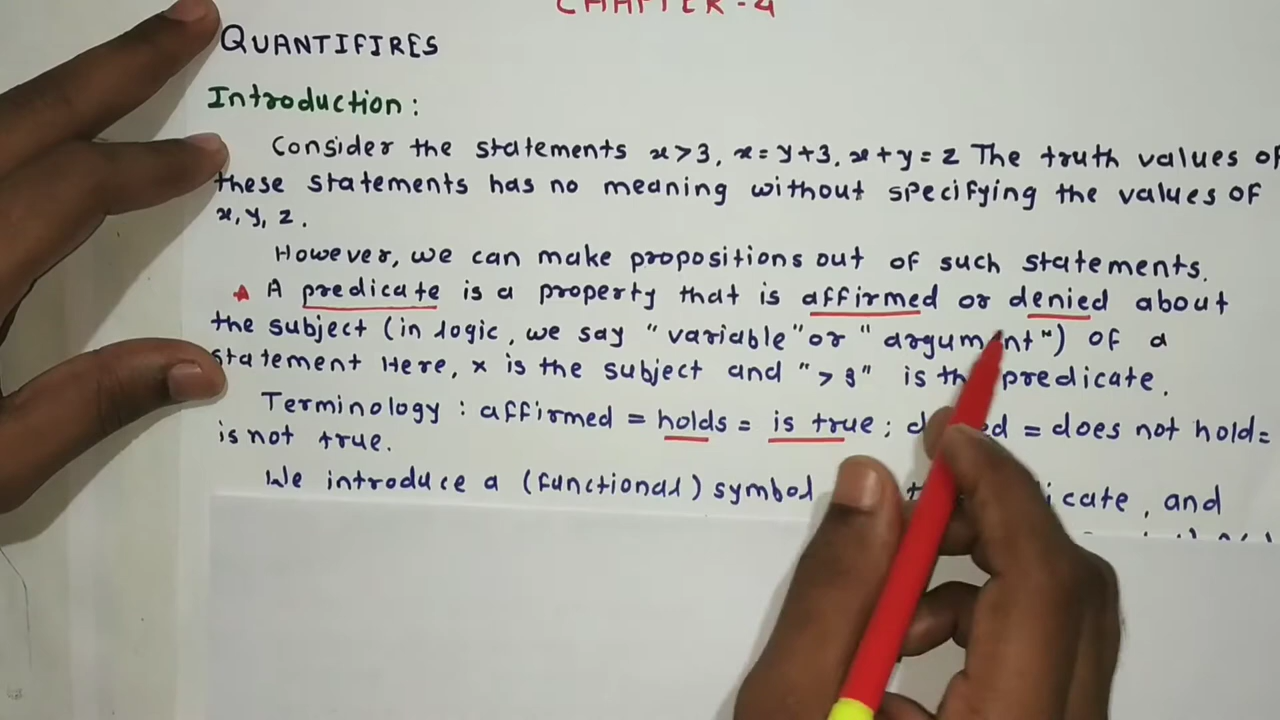 CHAPTER - 4
QUANTIFIRES
Introduction :
Consider the statements x > 3, x = y + 3, x + y = z The truth values of
these statements has no meaning without specifying the values of
x, y, z.
However, we can make propositions out of such statements.
A predicate is a property that is affirmed or denied about
the subject (in logic, we say "variable" or "argument") of a
statement Here, x is the subject and "> 3" is the predicate.
Terminology : affirmed = holds = is true ; = does not hold =
is not true.
We introduce a (functional) symbol , and